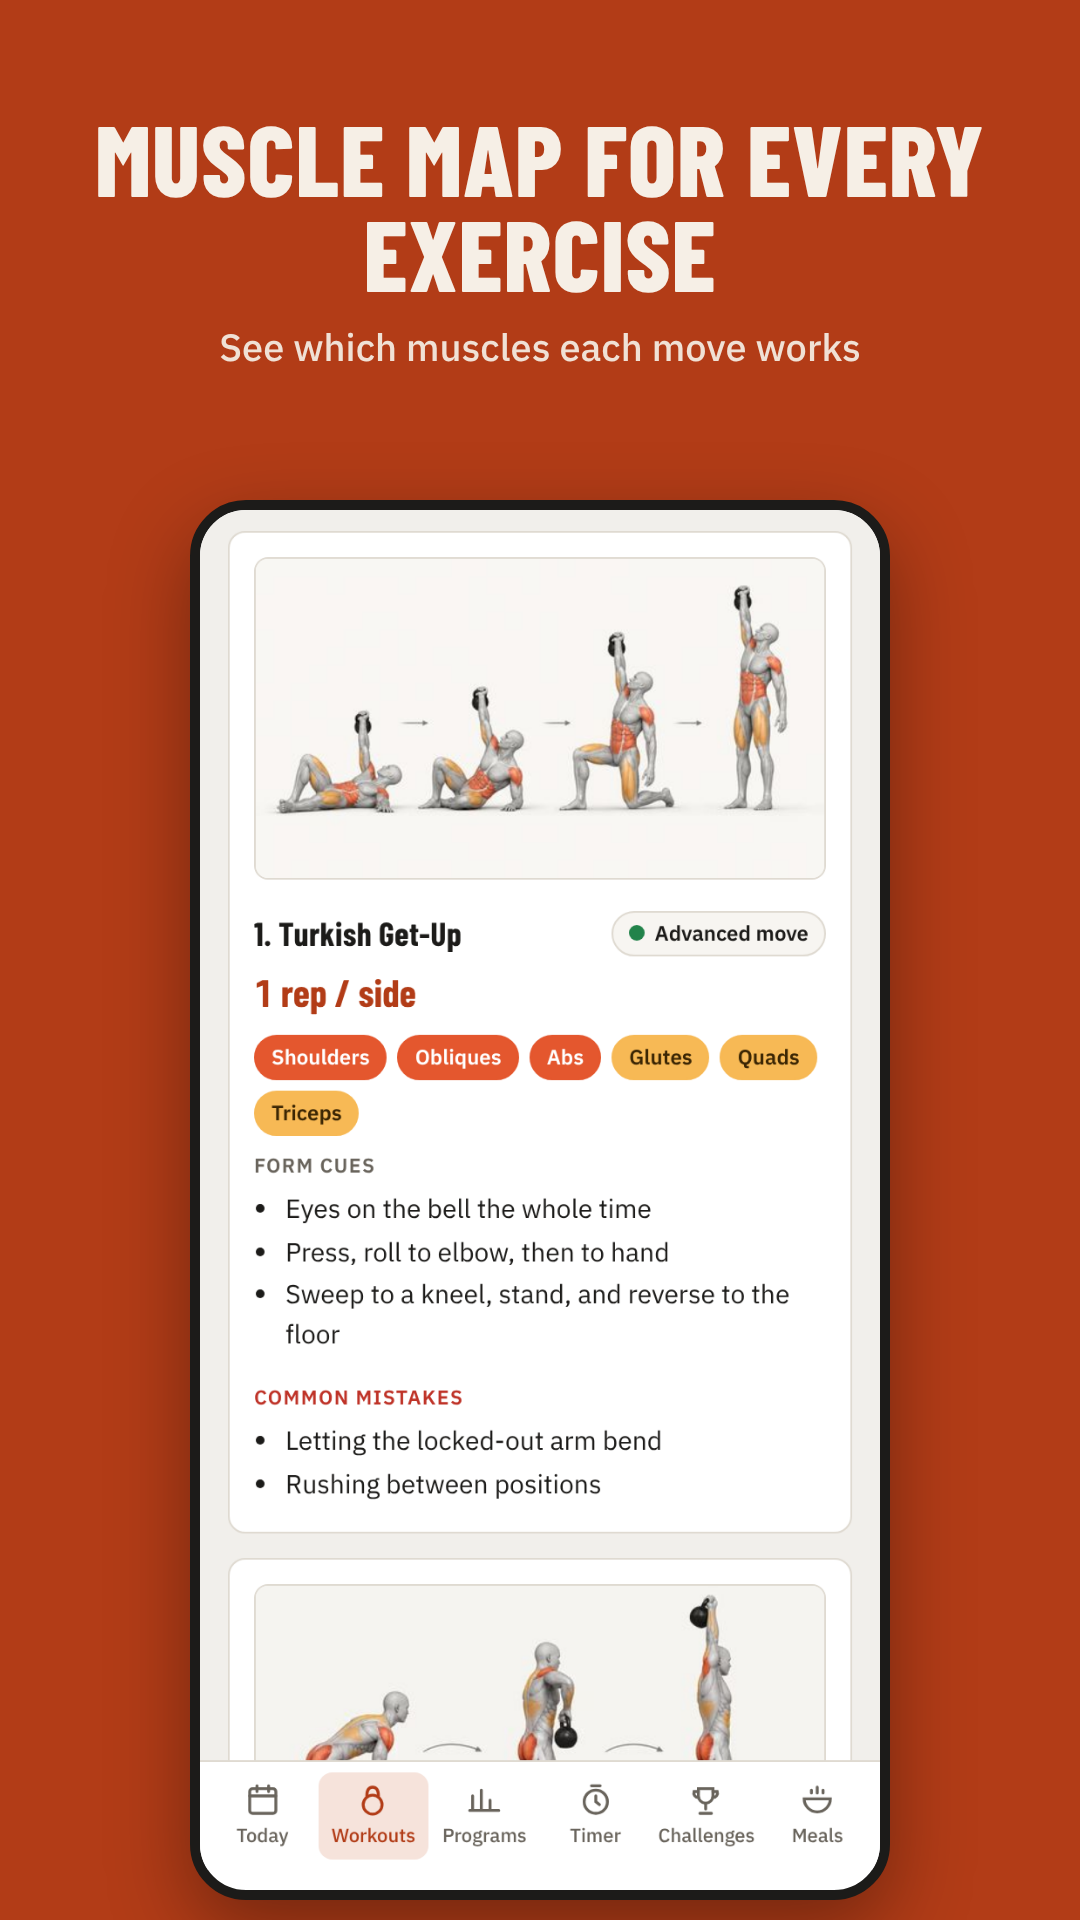 MUSCLE MAP FOR EVERY
EXERCISE
See which muscles each move works
1. Turkish Get-Up
Advanced move
1 rep / side
Shoulders Obliques Abs Glutes Quads
Triceps
FORM CUES
• Eyes on the bell the whole time
• Press, roll to elbow, then to hand
• Sweep to a kneel, stand, and reverse to the
floor
COMMON MISTAKES
• Letting the locked-out arm bend
• Rushing between positions
Today Workouts Programs Timer Challenges Meals